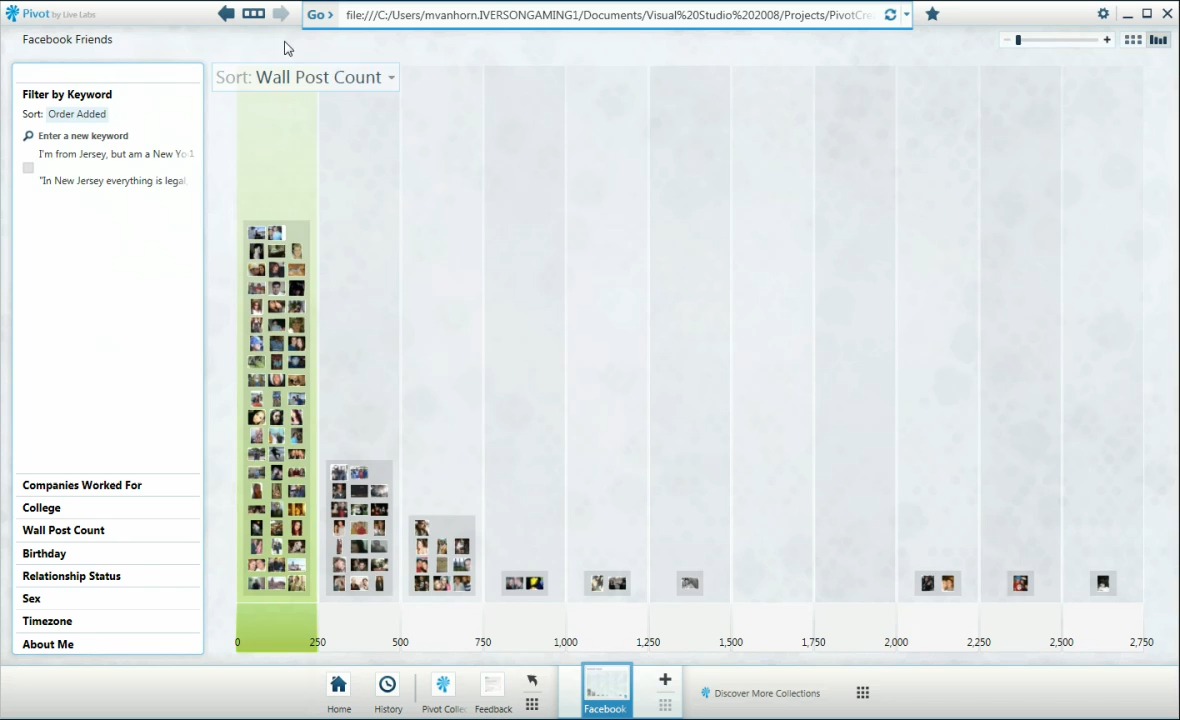 Pivot by Live Labs
Go >
file:///C:/Users/mvanhorn.IVERSONGAMING1/Documents/Visual%20Studio%202008/Projects/PivotCre
Facebook Friends
Sort: Wall Post Count
Filter by Keyword
Sort: Order Added
Enter a new keyword
I'm from Jersey, but am a New Yo 1
"In New Jersey everything is legal,
Companies Worked For
College
Wall Post Count
Birthday
Relationship Status
Sex
Timezone
About Me
0 250 500 750 1,000 1,250 1,500 1,750 2,000 2,250 2,500 2,750
Home
History
Pivot Colle
Feedback
Facebook
Discover More Collections